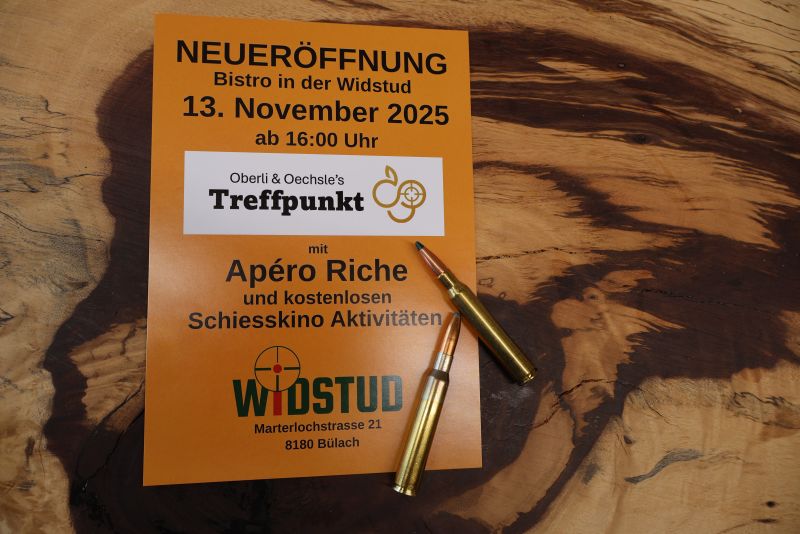 NEUERÖFFNUNG
Bistro in der Widstud
13. November 2025
ab 16:00 Uhr
Oberli & Oechsle's
Treffpunkt
mit
Apéro Riche
und kostenlosen
Schiesskino Aktivitäten
WIDSTUD
Marterlochstrasse 21
8180 Bülach